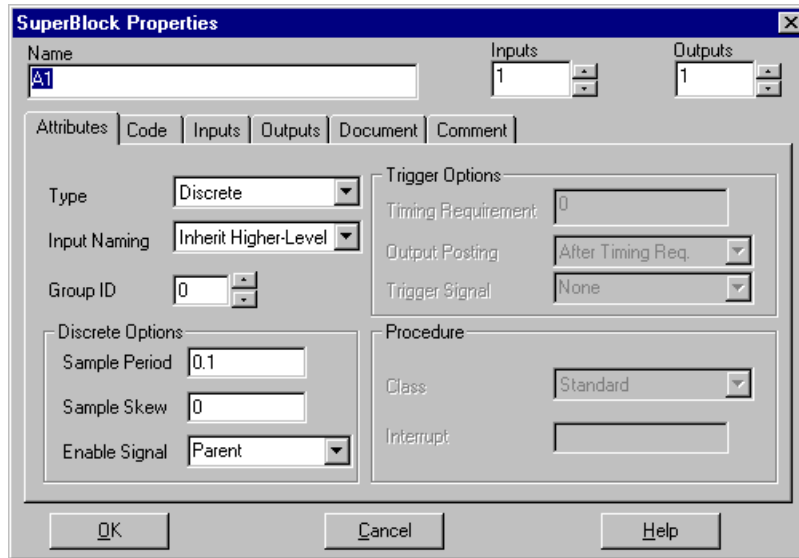 SuperBlock Properties
Name
Inputs
Outputs
A1
1
1
Attributes
Code
Inputs
Outputs
Document
Comment
Type
Discrete
Input Naming
Inherit Higher-Level
Group ID
0
Discrete Options
Sample Period
0.1
Sample Skew
0
Enable Signal
Parent
Trigger Options
Timing Requirement
0
Output Posting
After Timing Req.
Trigger Signal
None
Procedure
Class
Standard
Interrupt
OK
Cancel
Help